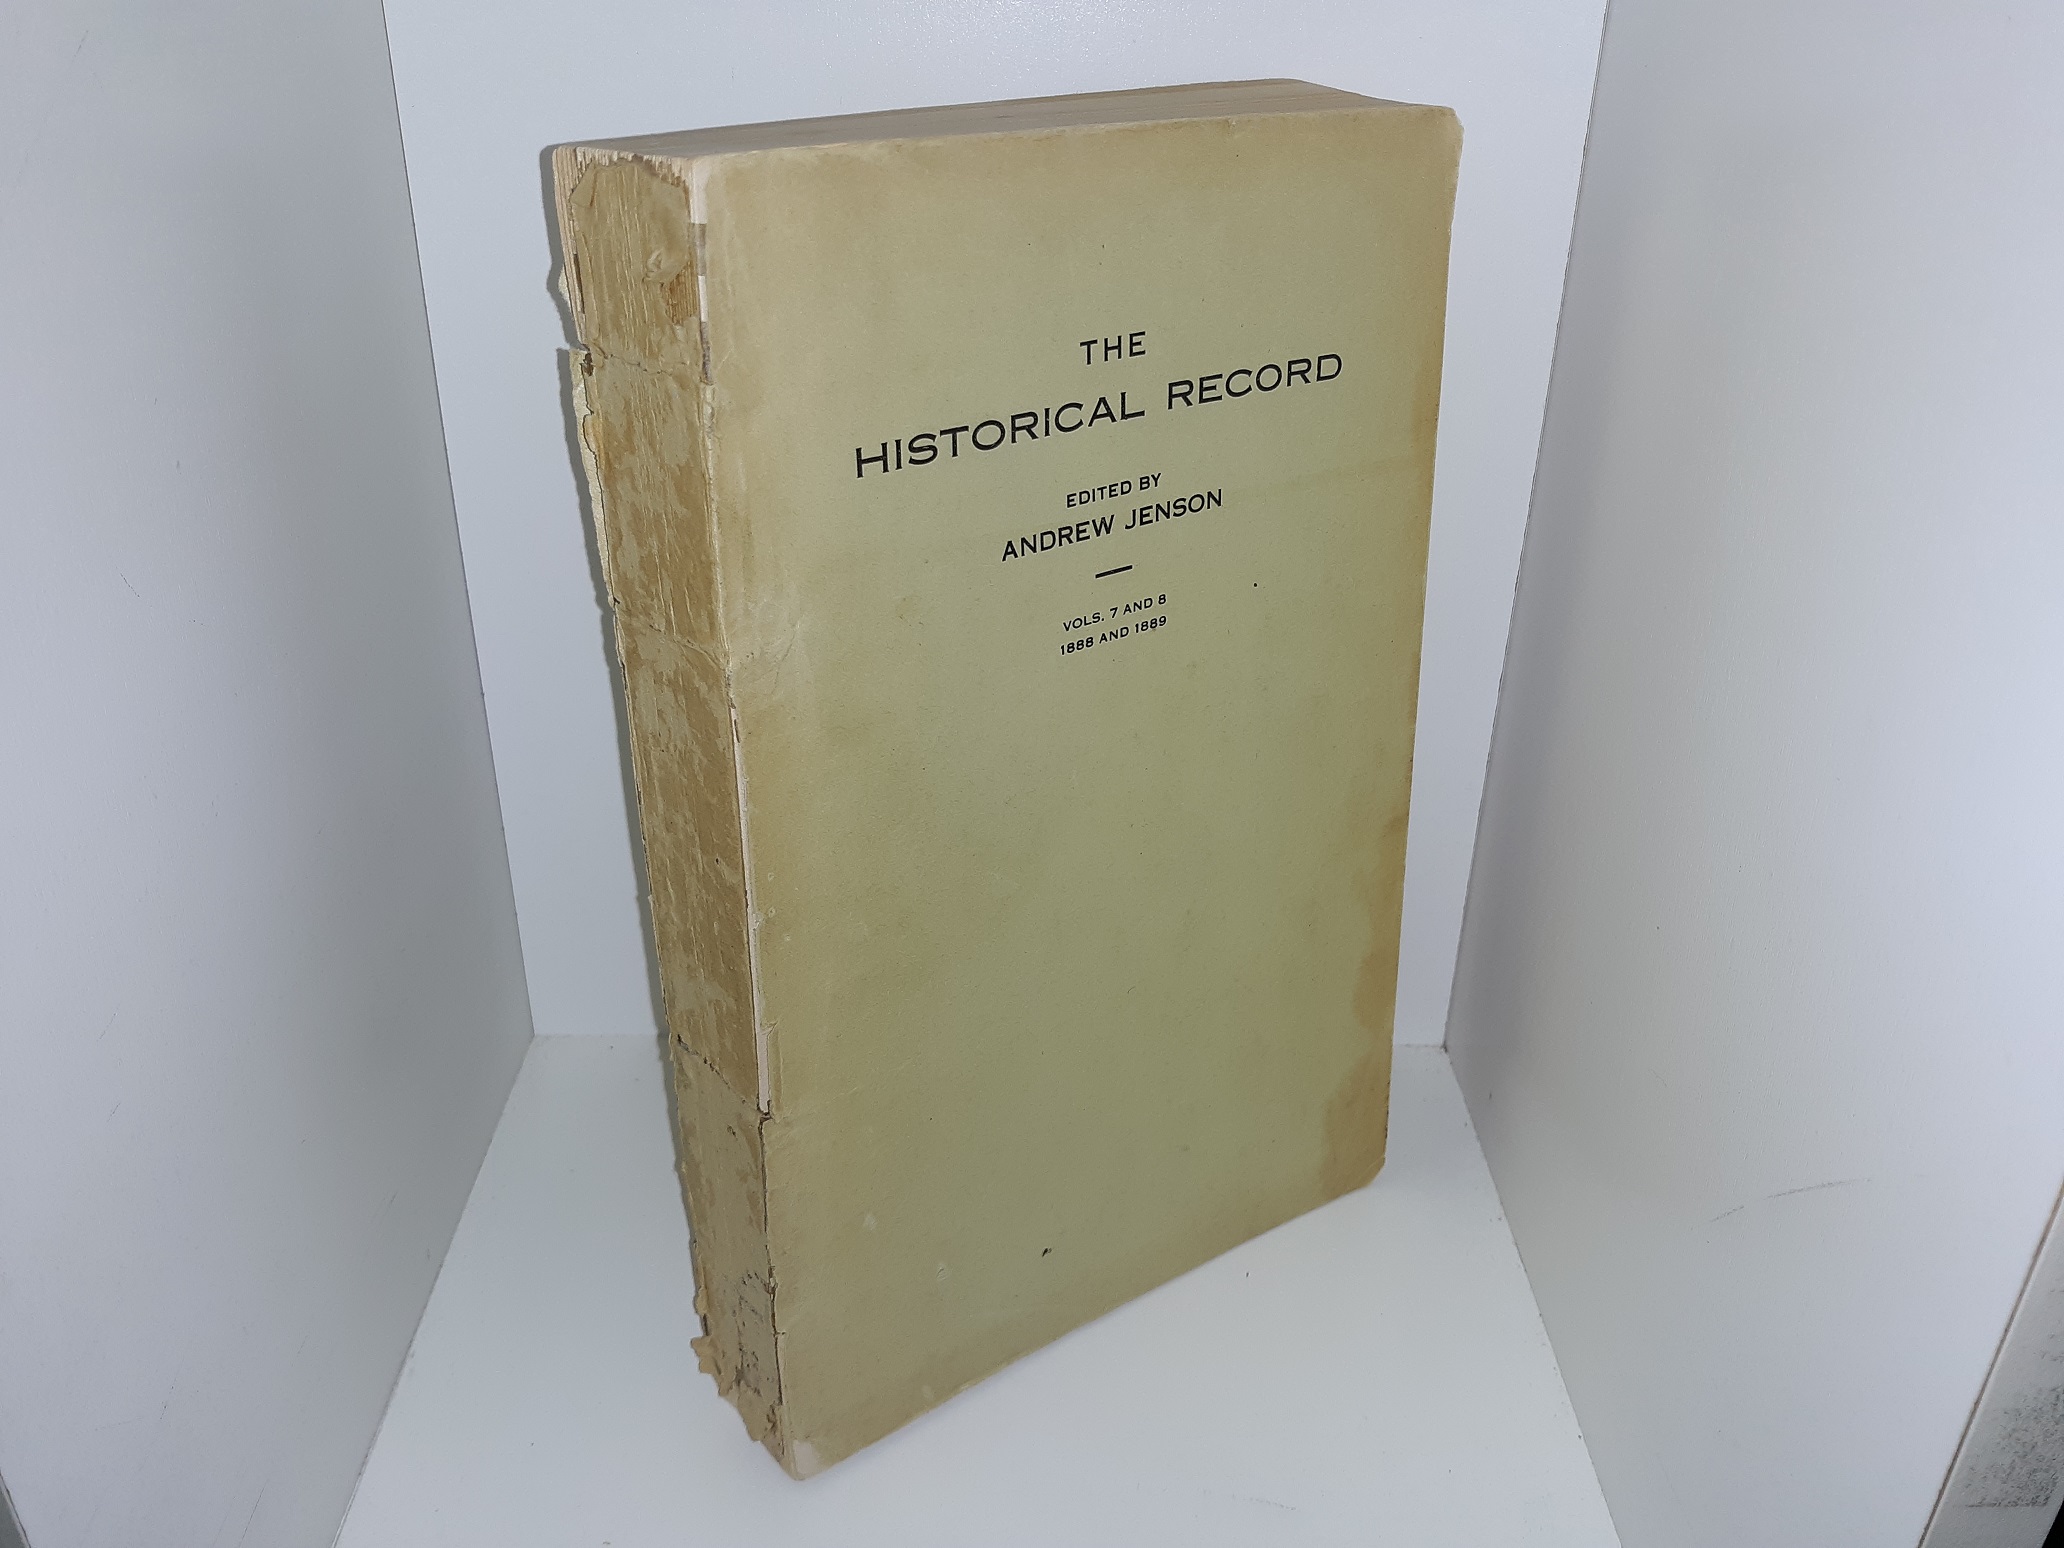 THE
HISTORICAL RECORD
EDITED BY
ANDREW JENSON
VOLS. 7 AND 8
1888 AND 1889